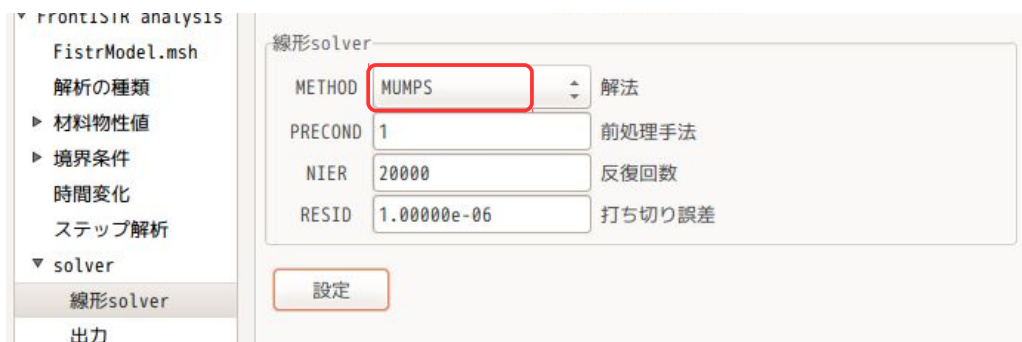 FrontISTR analysis
FistrModel.msh
解析の種類
材料物性値
境界条件
時間変化
ステップ解析
solver
線形solver
出力
線形solver
METHOD MUMPS 解法
PRECOND 1 前処理手法
NIER 20000 反復回数
RESID 1.00000e-06 打ち切り誤差
設定